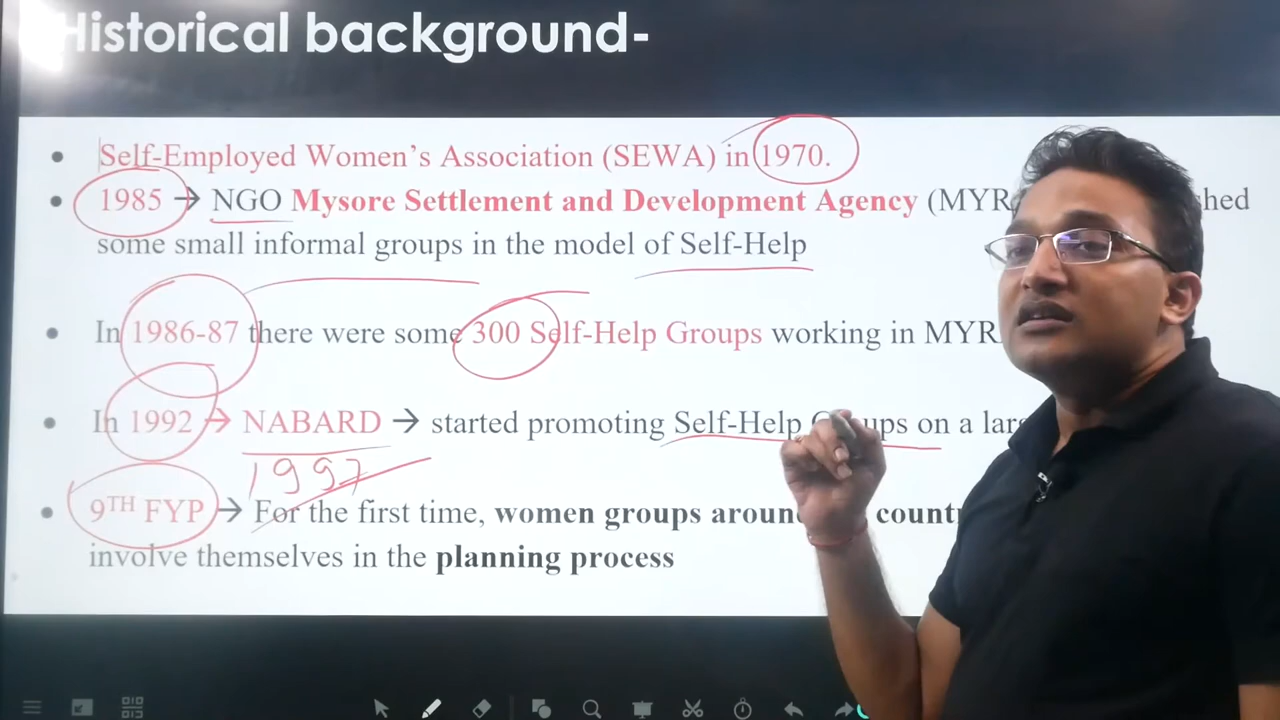 Historical background-
• Self-Employed Women’s Association (SEWA) in 1970.
• 1985 → NGO Mysore Settlement and Development Agency (MYR
some small informal groups in the model of Self-Help
• In 1986-87 there were some 300 Self-Help Groups working in MYR
• In 1992 → NABARD → started promoting Self-Help on a
1997
• 9TH FYP → For the first time, women groups
involve themselves in the planning process